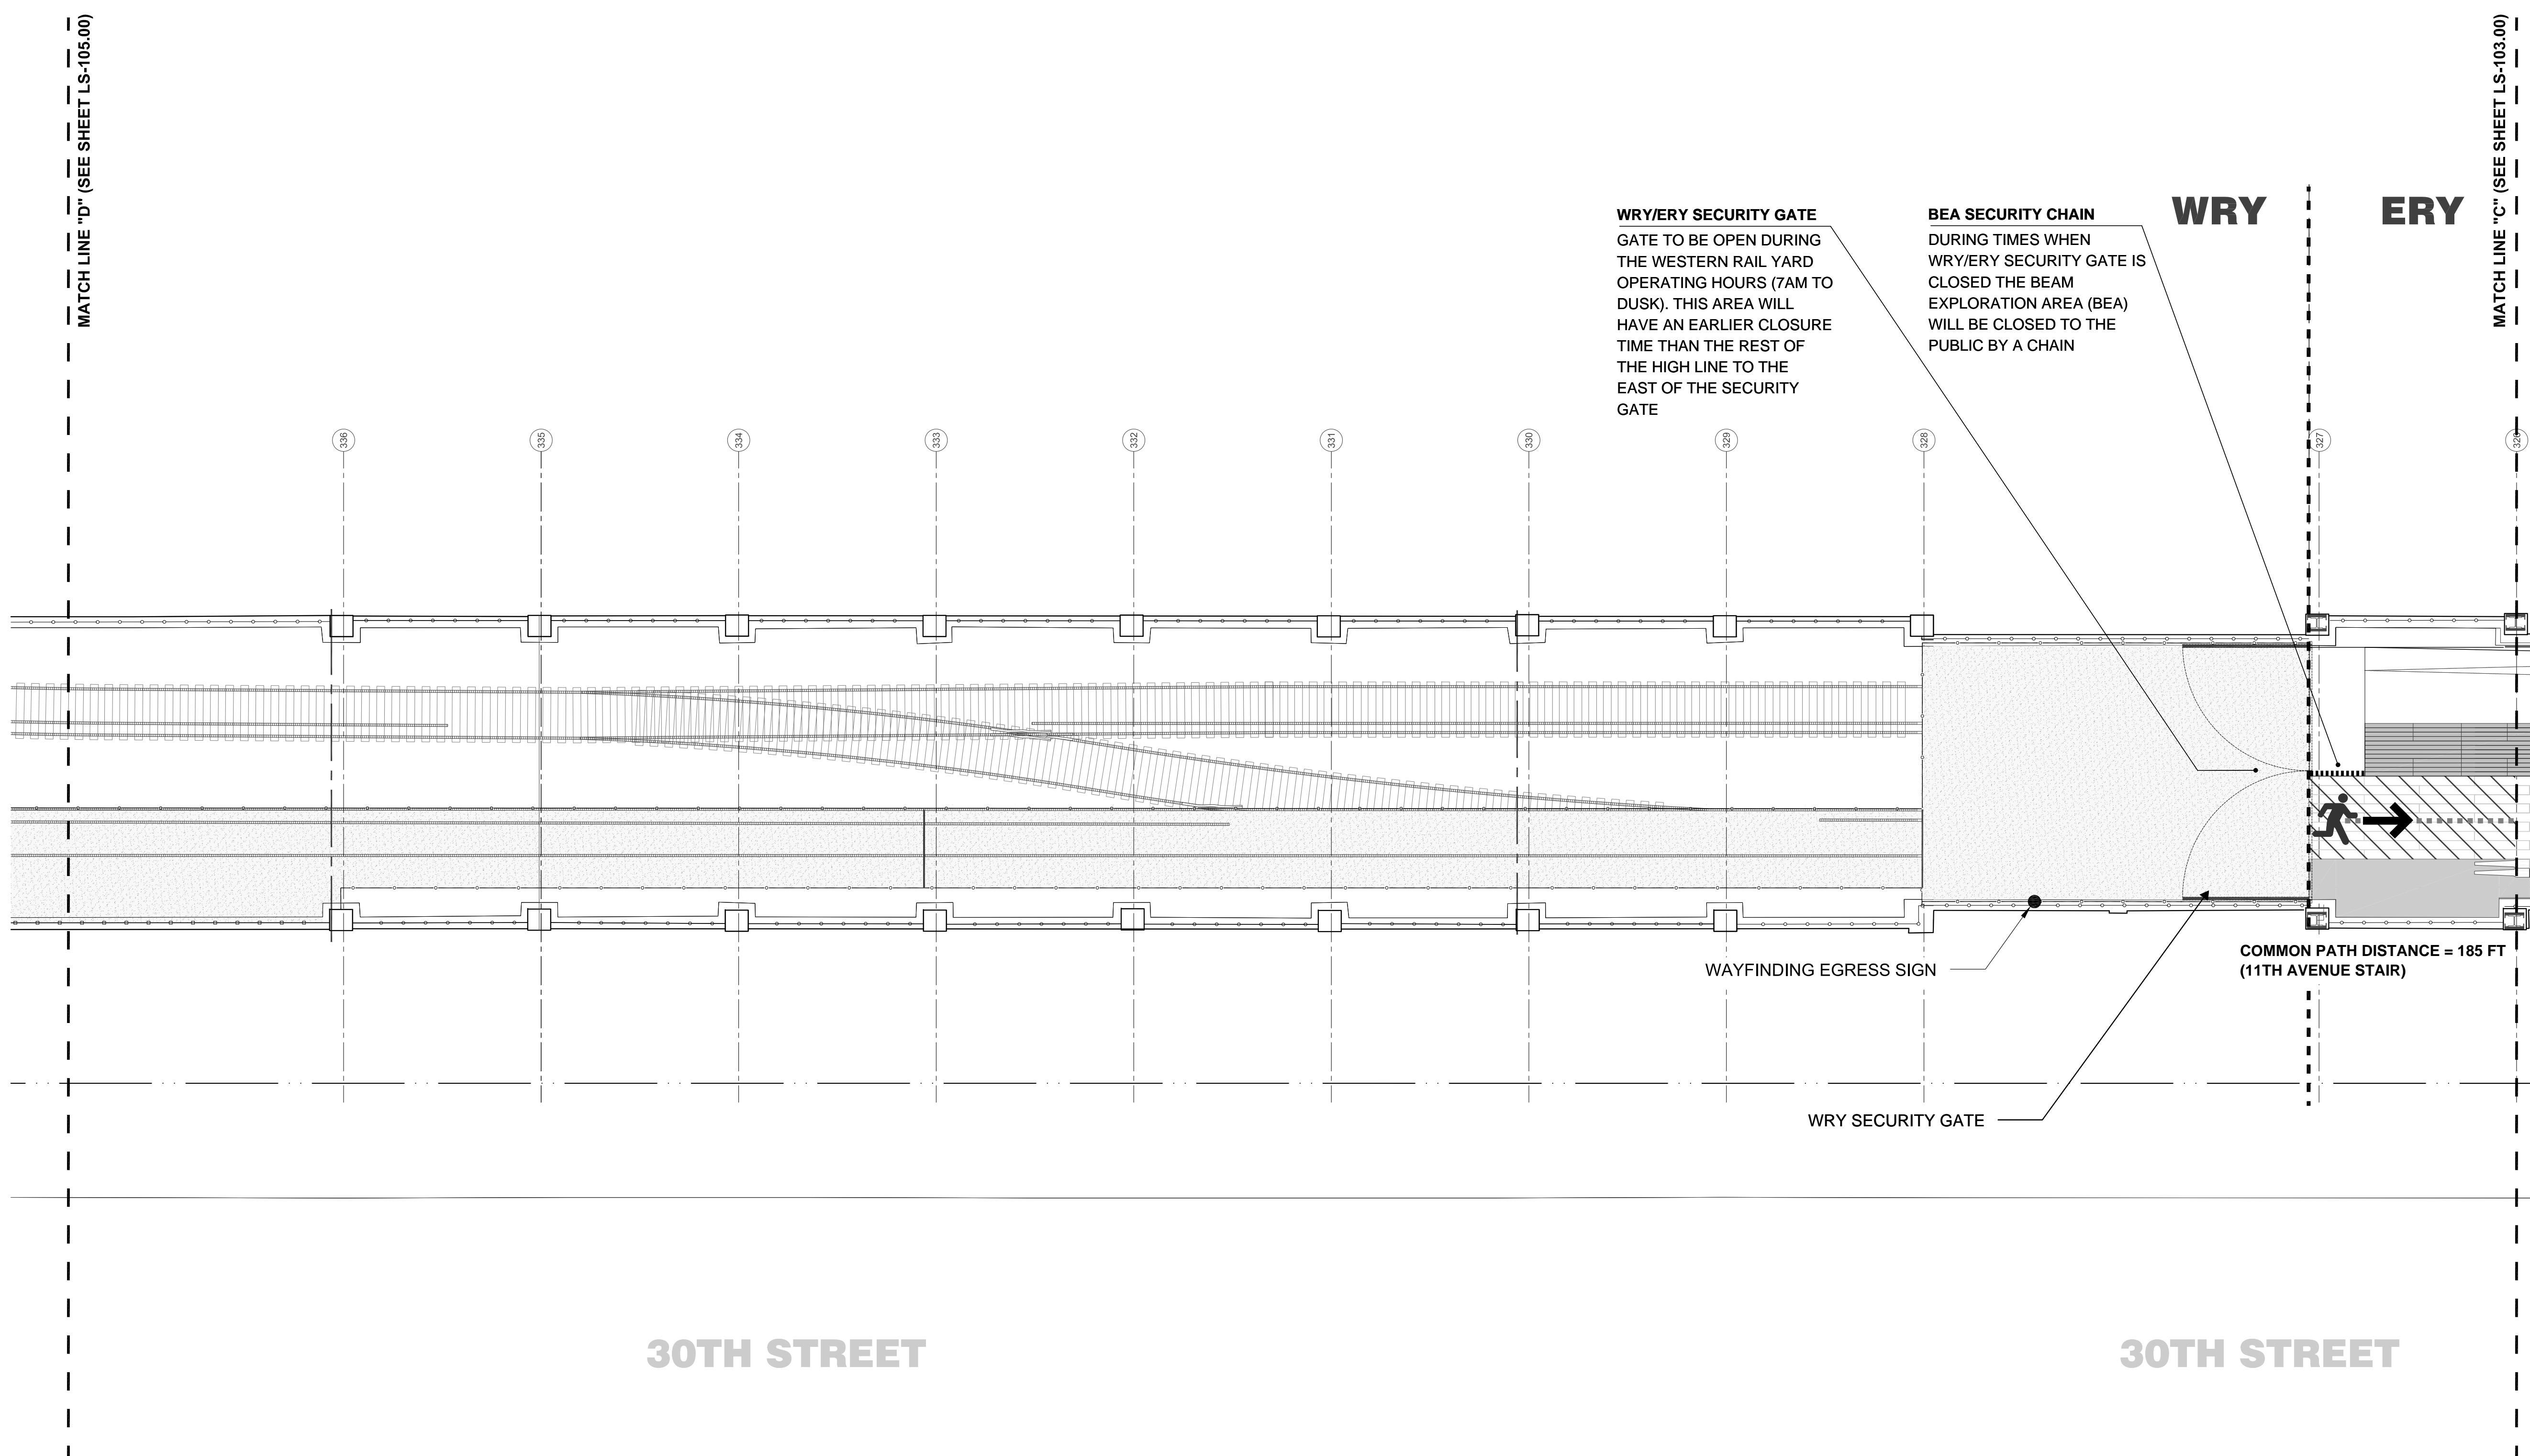 MATCH LINE "D" (SEE SHEET LS-105.00)
MATCH LINE "C" (SEE SHEET LS-103.00)
WRY/ERY SECURITY GATE
GATE TO BE OPEN DURING
THE WESTERN RAIL YARD
OPERATING HOURS (7AM TO
DUSK). THIS AREA WILL
HAVE AN EARLIER CLOSURE
TIME THAN THE REST OF
THE HIGH LINE TO THE
EAST OF THE SECURITY
GATE
BEA SECURITY CHAIN
DURING TIMES WHEN
WRY/ERY SECURITY GATE IS
CLOSED THE BEAM
EXPLORATION AREA (BEA)
WILL BE CLOSED TO THE
PUBLIC BY A CHAIN
WRY
ERY
336
335
334
333
332
331
330
329
328
327
326
COMMON PATH DISTANCE = 185 FT
(11TH AVENUE STAIR)
WAYFINDING EGRESS SIGN
WRY SECURITY GATE
30TH STREET
30TH STREET